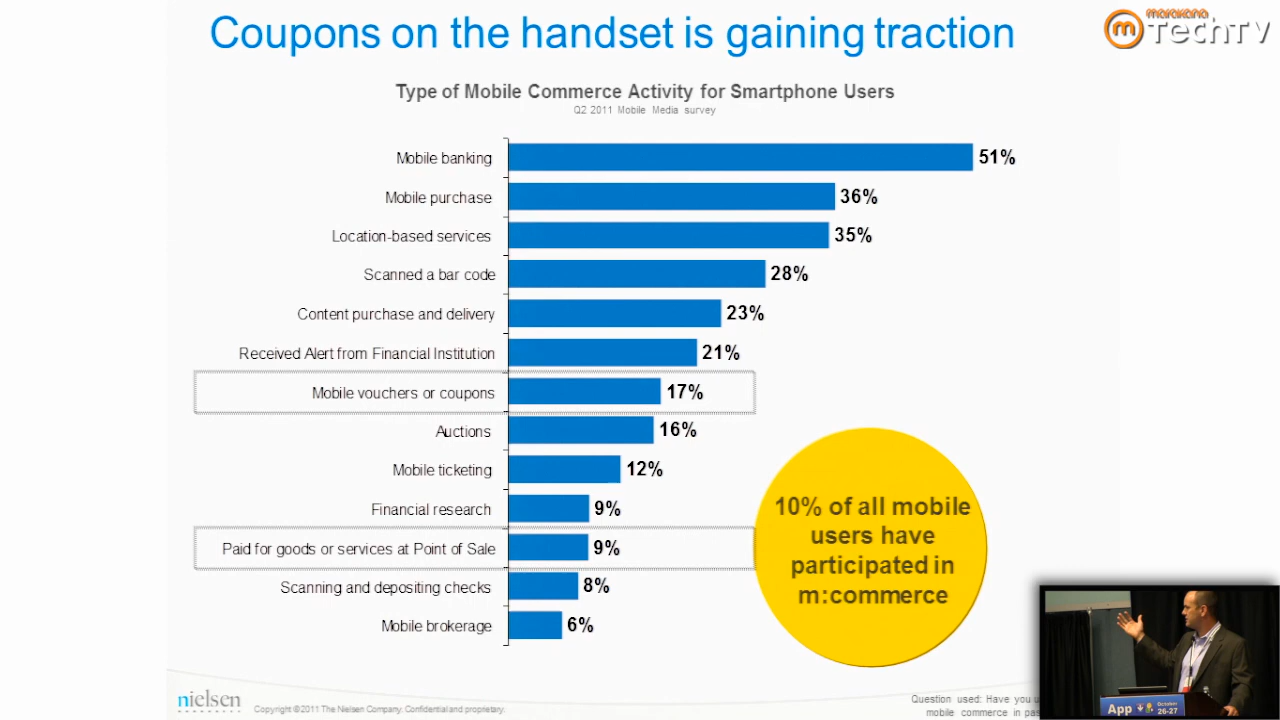 Coupons on the handset is gaining traction
marakana
m TechTV
Type of Mobile Commerce Activity for Smartphone Users
Q2 2011 Mobile Media survey
Mobile banking 51%
Mobile purchase 36%
Location-based services 35%
Scanned a bar code 28%
Content purchase and delivery 23%
Received Alert from Financial Institution 21%
Mobile vouchers or coupons 17%
Auctions 16%
Mobile ticketing 12%
Financial research 9%
Paid for goods or services at Point of Sale 9%
Scanning and depositing checks 8%
Mobile brokerage 6%
10% of all mobile
users have
participated in
m:commerce
nielsen
Copyright ©2011 The Nielsen Company. Confidential and proprietary.
Question used: Have you u
mobile commerce in pas
App
October
26-27